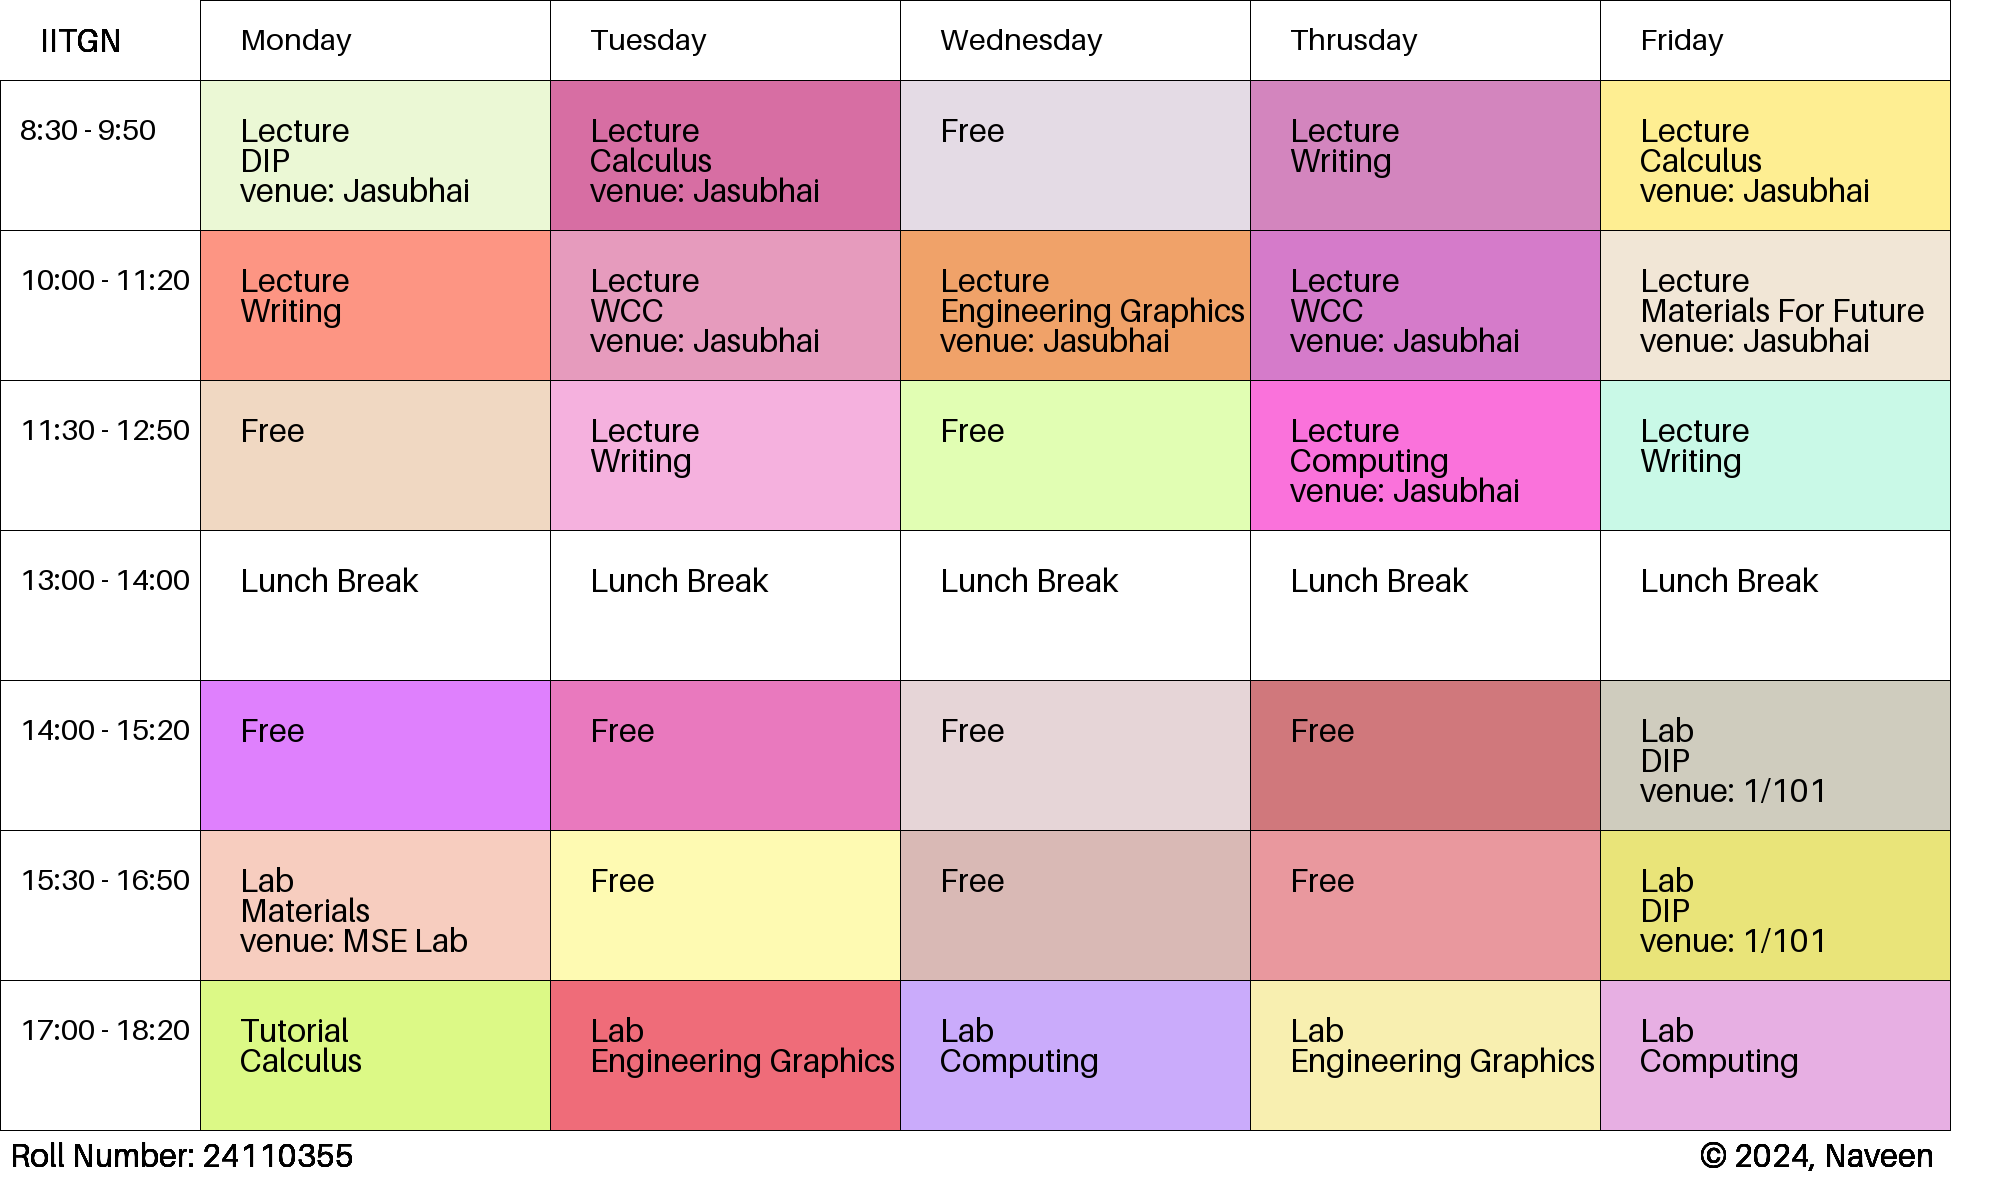 IITGN Monday Tuesday Wednesday Thrusday Friday
8:30 - 9:50
Lecture
DIP
venue: Jasubhai
Lecture
Calculus
venue: Jasubhai
Free
Lecture
Writing
Lecture
Calculus
venue: Jasubhai
10:00 - 11:20
Lecture
Writing
Lecture
WCC
venue: Jasubhai
Lecture
Engineering Graphics
venue: Jasubhai
Lecture
WCC
venue: Jasubhai
Lecture
Materials For Future
venue: Jasubhai
11:30 - 12:50
Free
Lecture
Writing
Free
Lecture
Computing
venue: Jasubhai
Lecture
Writing
13:00 - 14:00
Lunch Break
Lunch Break
Lunch Break
Lunch Break
Lunch Break
14:00 - 15:20
Free
Free
Free
Free
Lab
DIP
venue: 1/101
15:30 - 16:50
Lab
Materials
venue: MSE Lab
Free
Free
Free
Lab
DIP
venue: 1/101
17:00 - 18:20
Tutorial
Calculus
Lab
Engineering Graphics
Lab
Computing
Lab
Engineering Graphics
Lab
Computing
Roll Number: 24110355
© 2024, Naveen